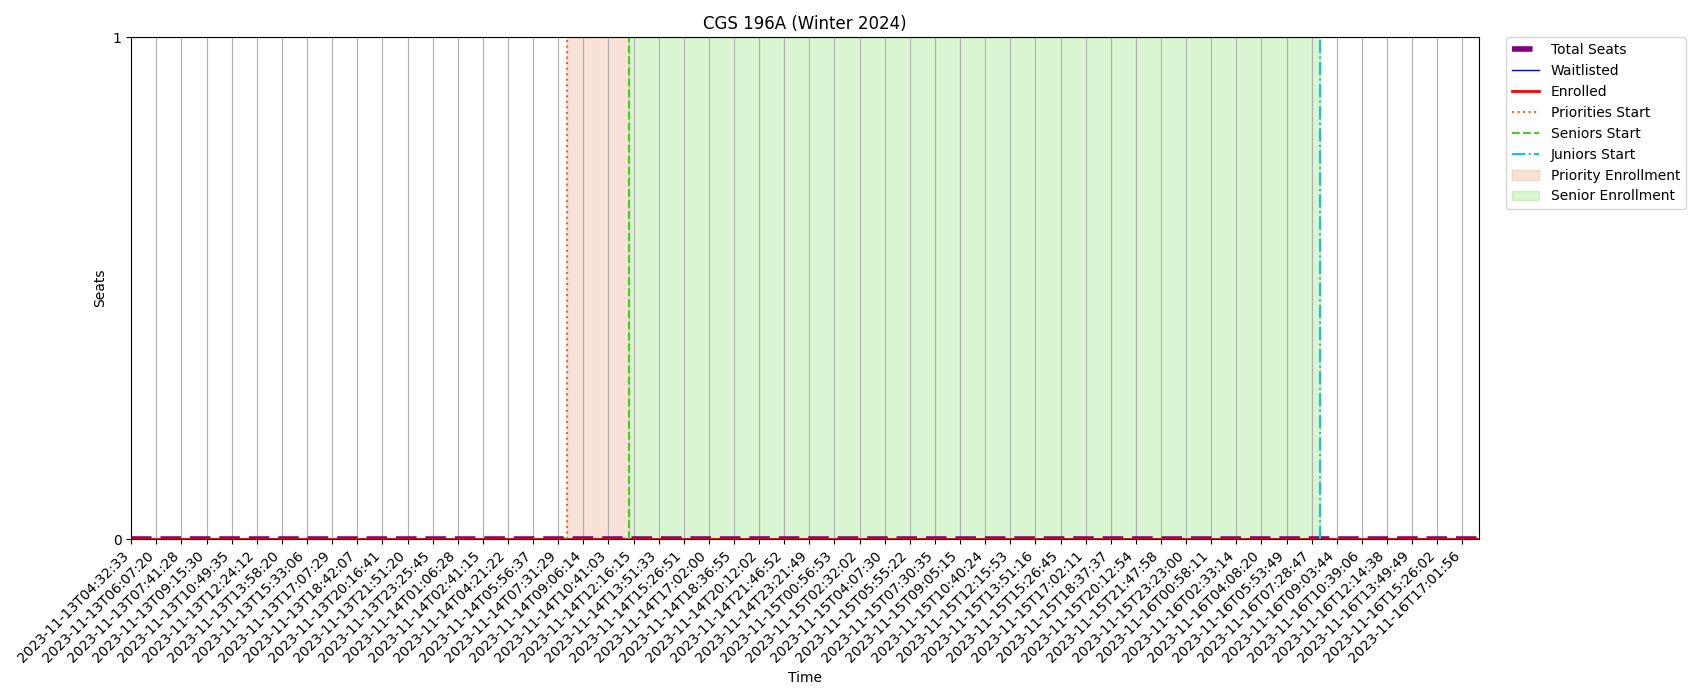 CGS 196A (Winter 2024)
1
0
Seats
2023-11-13T04:32:33
2023-11-13T06:07:20
2023-11-13T07:41:28
2023-11-13T09:15:30
2023-11-13T10:49:35
2023-11-13T12:24:12
2023-11-13T13:58:20
2023-11-13T15:33:06
2023-11-13T17:07:29
2023-11-13T18:42:07
2023-11-13T20:16:41
2023-11-13T21:51:20
2023-11-13T23:25:45
2023-11-14T01:06:28
2023-11-14T02:41:15
2023-11-14T04:21:22
2023-11-14T05:56:37
2023-11-14T07:31:29
2023-11-14T09:06:14
2023-11-14T10:41:03
2023-11-14T12:16:15
2023-11-14T13:51:33
2023-11-14T15:26:51
2023-11-14T17:02:00
2023-11-14T18:36:55
2023-11-14T20:12:02
2023-11-14T21:46:52
2023-11-14T23:21:49
2023-11-15T00:56:53
2023-11-15T02:32:02
2023-11-15T04:07:30
2023-11-15T05:55:22
2023-11-15T07:30:35
2023-11-15T09:05:15
2023-11-15T10:40:24
2023-11-15T12:15:53
2023-11-15T13:51:16
2023-11-15T15:26:45
2023-11-15T17:02:11
2023-11-15T18:37:37
2023-11-15T20:12:54
2023-11-15T21:47:58
2023-11-15T23:23:00
2023-11-16T00:58:11
2023-11-16T02:33:14
2023-11-16T04:08:20
2023-11-16T05:53:49
2023-11-16T07:28:47
2023-11-16T09:03:44
2023-11-16T10:39:06
2023-11-16T12:14:38
2023-11-16T13:49:49
2023-11-16T15:26:02
2023-11-16T17:01:56
Time
Total Seats
Waitlisted
Enrolled
Priorities Start
Seniors Start
Juniors Start
Priority Enrollment
Senior Enrollment